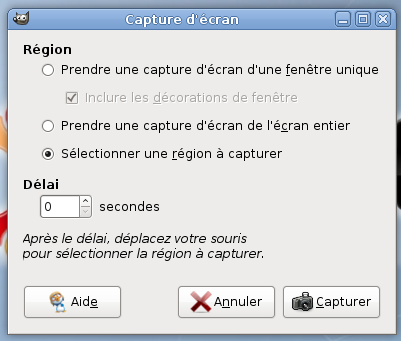 Capture d'écran
Région
Prendre une capture d'écran d'une fenêtre unique
Inclure les décorations de fenêtre
Prendre une capture d'écran de l'écran entier
Sélectionner une région à capturer
Délai
0 secondes
Après le délai, déplacez votre souris
pour sélectionner la région à capturer.
Aide Annuler Capturer